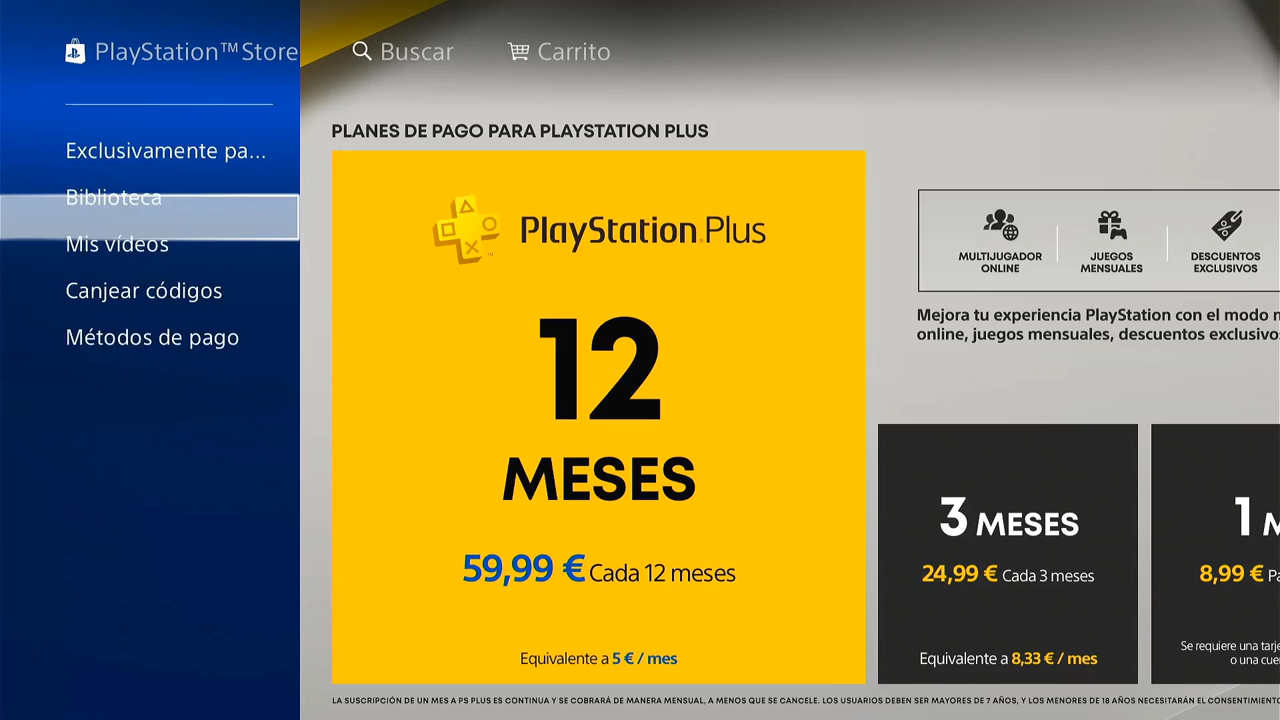 PlayStation™Store
Buscar
Carrito
Exclusivamente pa...
Biblioteca
Mis vídeos
Canjear códigos
Métodos de pago
PLANES DE PAGO PARA PLAYSTATION PLUS
PlayStation.Plus
12
MESES
59,99 € Cada 12 meses
Equivalente a 5 € / mes
MULTIJUGADOR
ONLINE
JUEGOS
MENSUALES
DESCUENTOS
EXCLUSIVOS
Mejora tu experiencia PlayStation con el modo
online, juegos mensuales, descuentos exclusivo
3 MESES
24,99 € Cada 3 meses
Equivalente a 8,33 € / mes
1
8,99 €
Se requiere una
o una
LA SUSCRIPCIÓN DE UN MES A PS PLUS ES CONTINUA Y SE COBRARÁ DE MANERA MENSUAL, A MENOS QUE SE CANCELE. LOS USUARIOS DEBEN SER MAYORES DE 7 AÑOS, Y LOS MENORES DE 18 AÑOS NECESITARÁN EL CONSENTIMIENTO